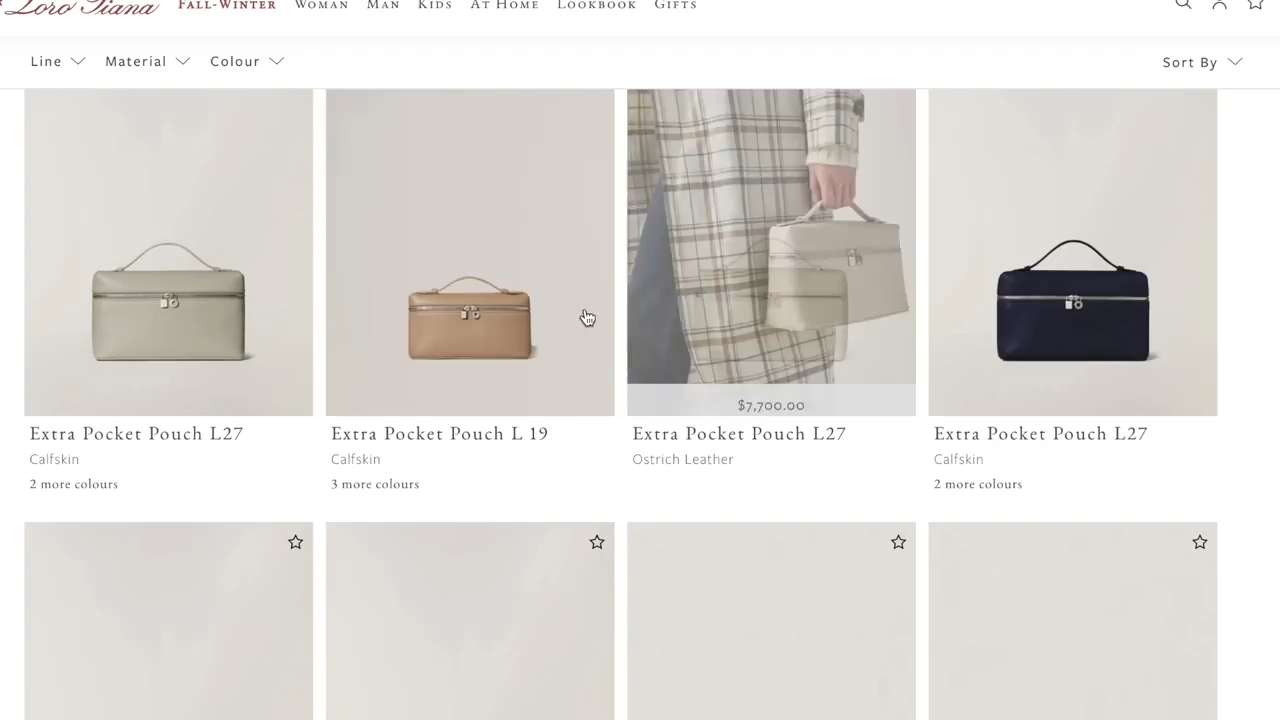 Loro Piana FALL-WINTER WOMAN MAN KIDS AT HOME LOOKBOOK GIFTS
Line Material Colour Sort By
$7,700.00
Extra Pocket Pouch L27
Calfskin
2 more colours
Extra Pocket Pouch L 19
Calfskin
3 more colours
Extra Pocket Pouch L27
Ostrich Leather
Extra Pocket Pouch L27
Calfskin
2 more colours